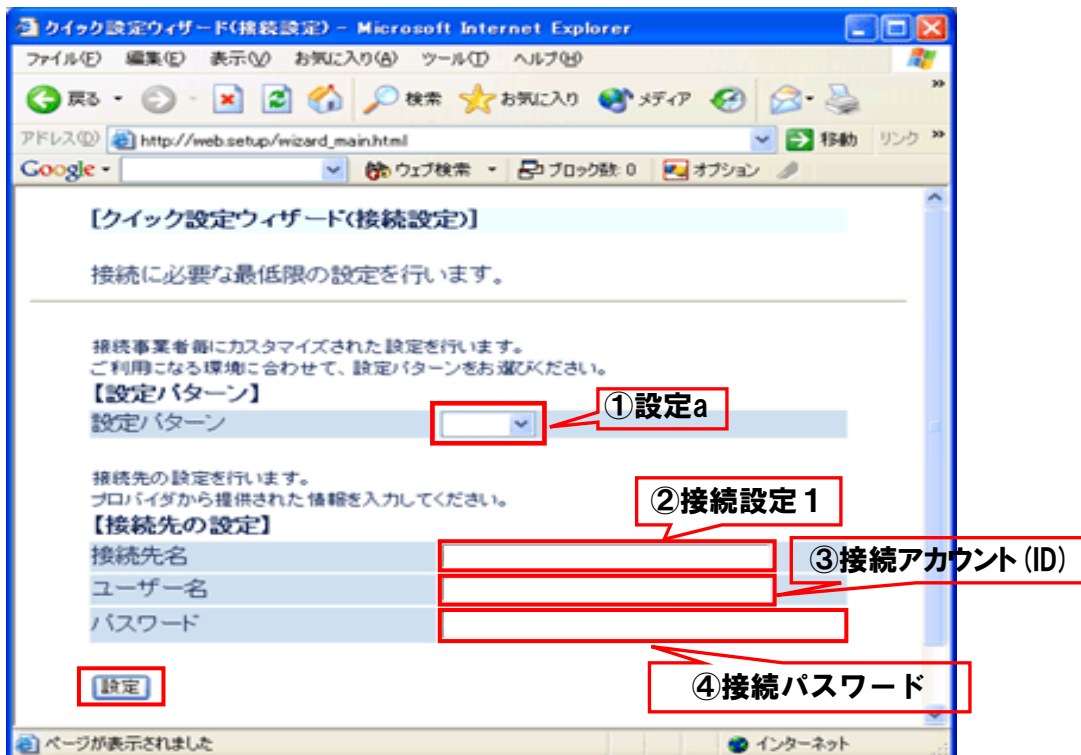 クイック設定ウィザード(接続設定) - Microsoft Internet Explorer
ファイル(F) 編集(E) 表示(V) お気に入り(A) ツール(T) ヘルプ(H)
戻る 検索 お気に入り メディア »
アドレス(D) http://web.setup/wizard_main.html 移動 リンク »
Google ウェブ検索 ブロック数: 0 オプション
[クイック設定ウィザード(接続設定)]
接続に必要な最低限の設定を行います。
接続事業者毎にカスタマイズされた設定を行います。
ご利用になる環境に合わせて、設定パターンをお選びください。
【設定パターン】
設定パターン
①設定a
接続先の設定を行います。
プロバイダから提供された情報を入力してください。
【接続先の設定】
②接続設定1
接続先名
③接続アカウント(ID)
ユーザー名
パスワード
④接続パスワード
設定
ページが表示されました インターネット